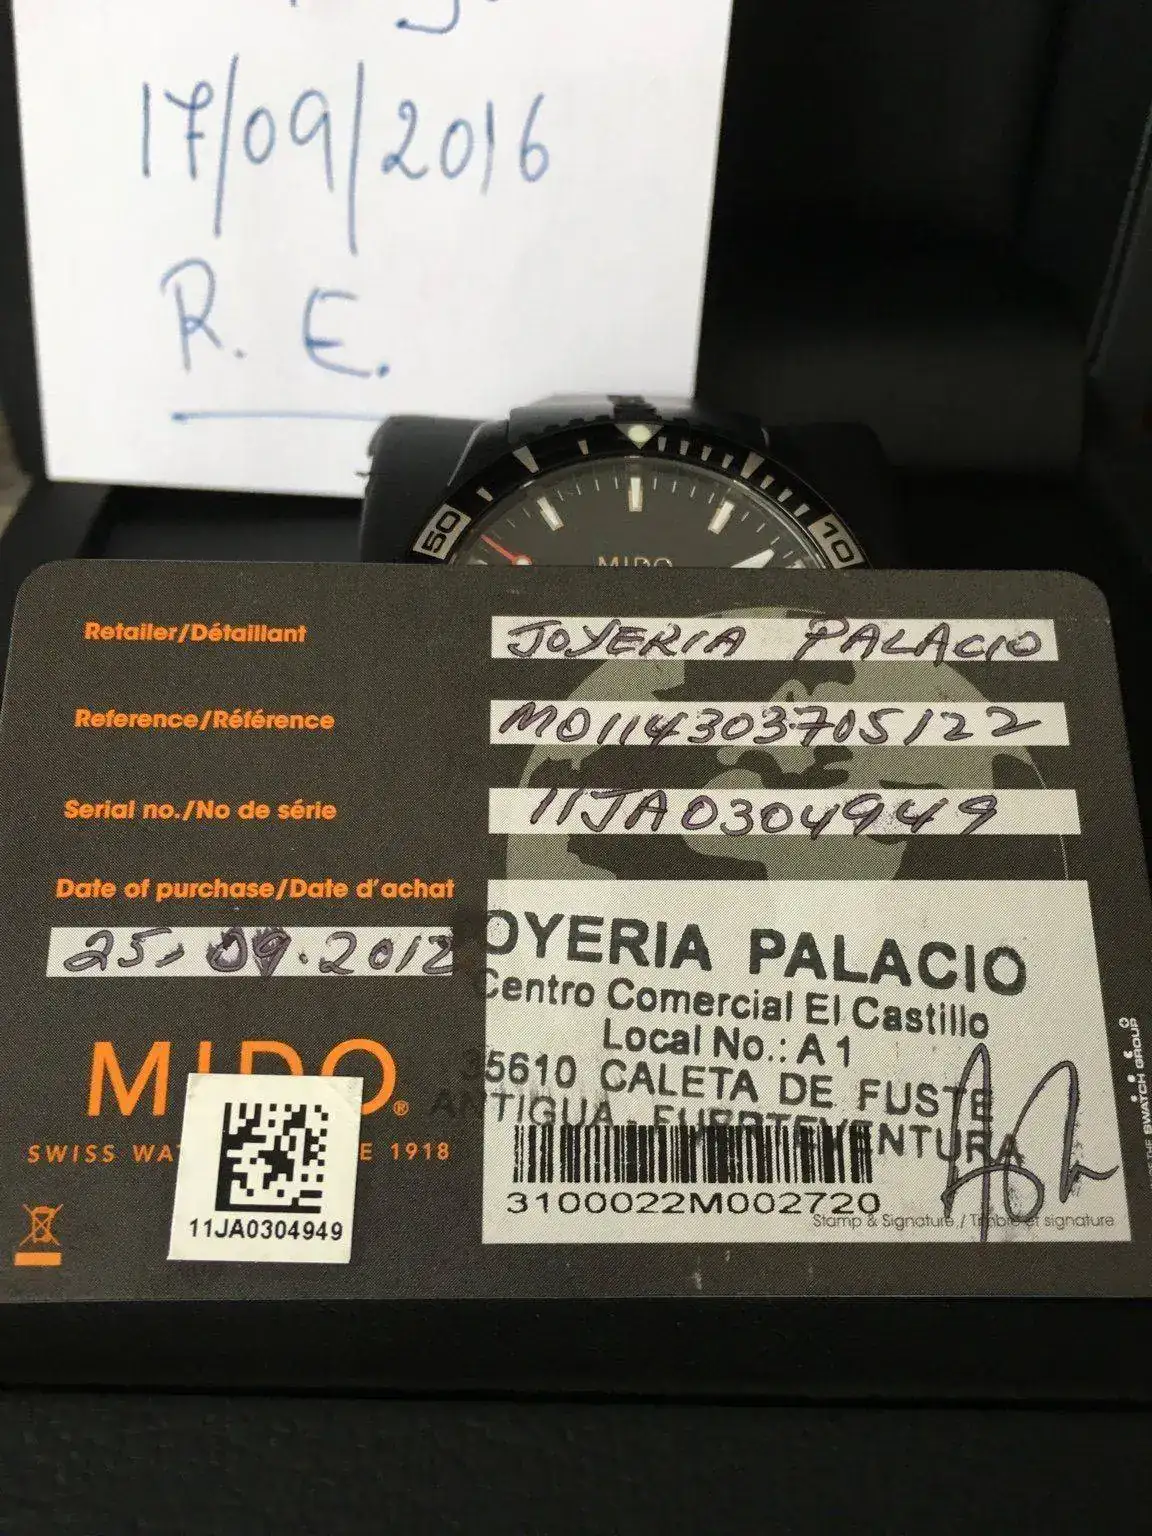 17/09/2016
R. E.
50
10
MIDO
Retailer/Détaillant
JOYERIA PALACIO
Reference/Référence
M0114303705122
Serial no./No de série
11JA0304949
Date of purchase/Date d'achat
25-09.2012
OYERIA PALACIO
Centro Comercial El Castillo
Local No.: A 1
35610 CALETA DE FUSTE
ANTIGUA - FUERTEVENTURA
MIDO®
SWISS WA E 1918
11JA0304949
3100022M002720
Stamp & Signature / Timbre et signature
SWATCH GROUP